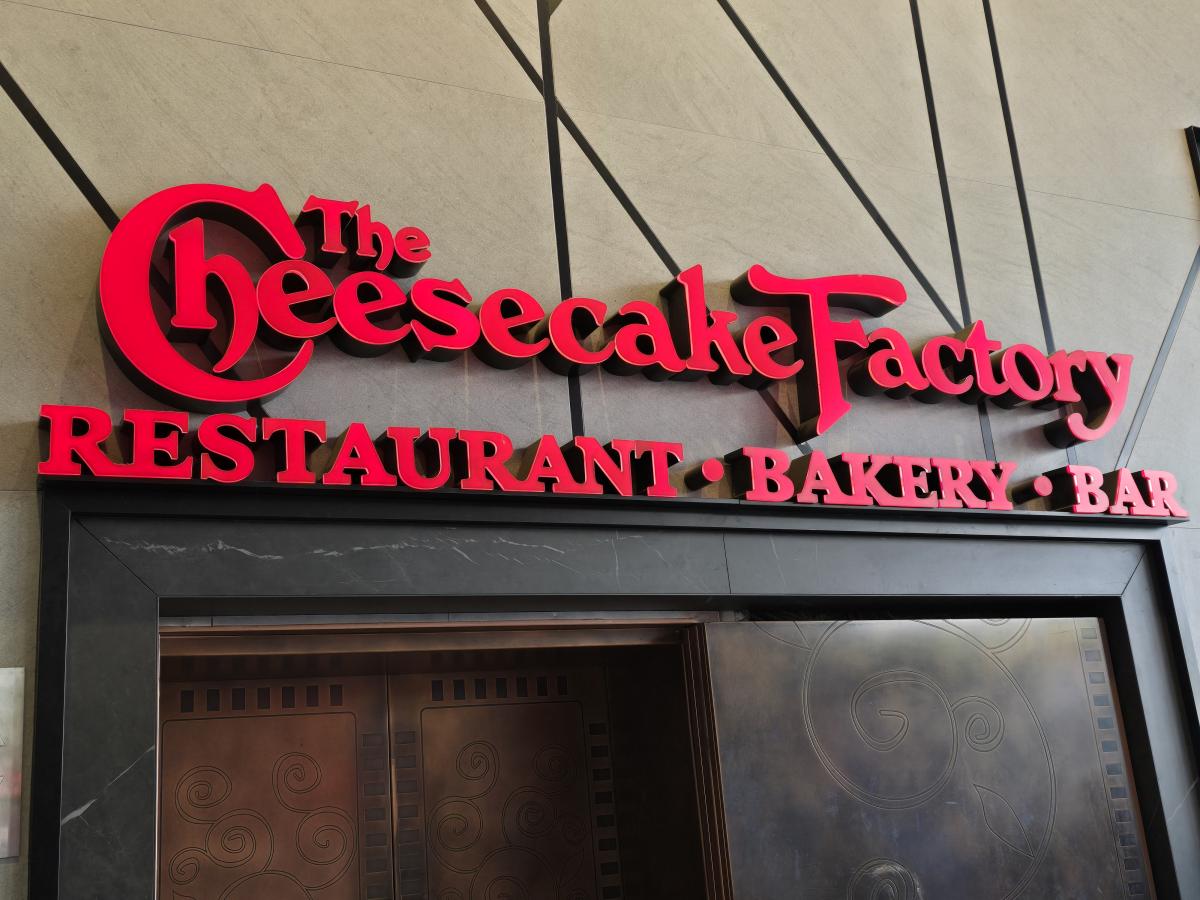 The
Cheesecake Factory
RESTAURANT • BAKERY • BAR